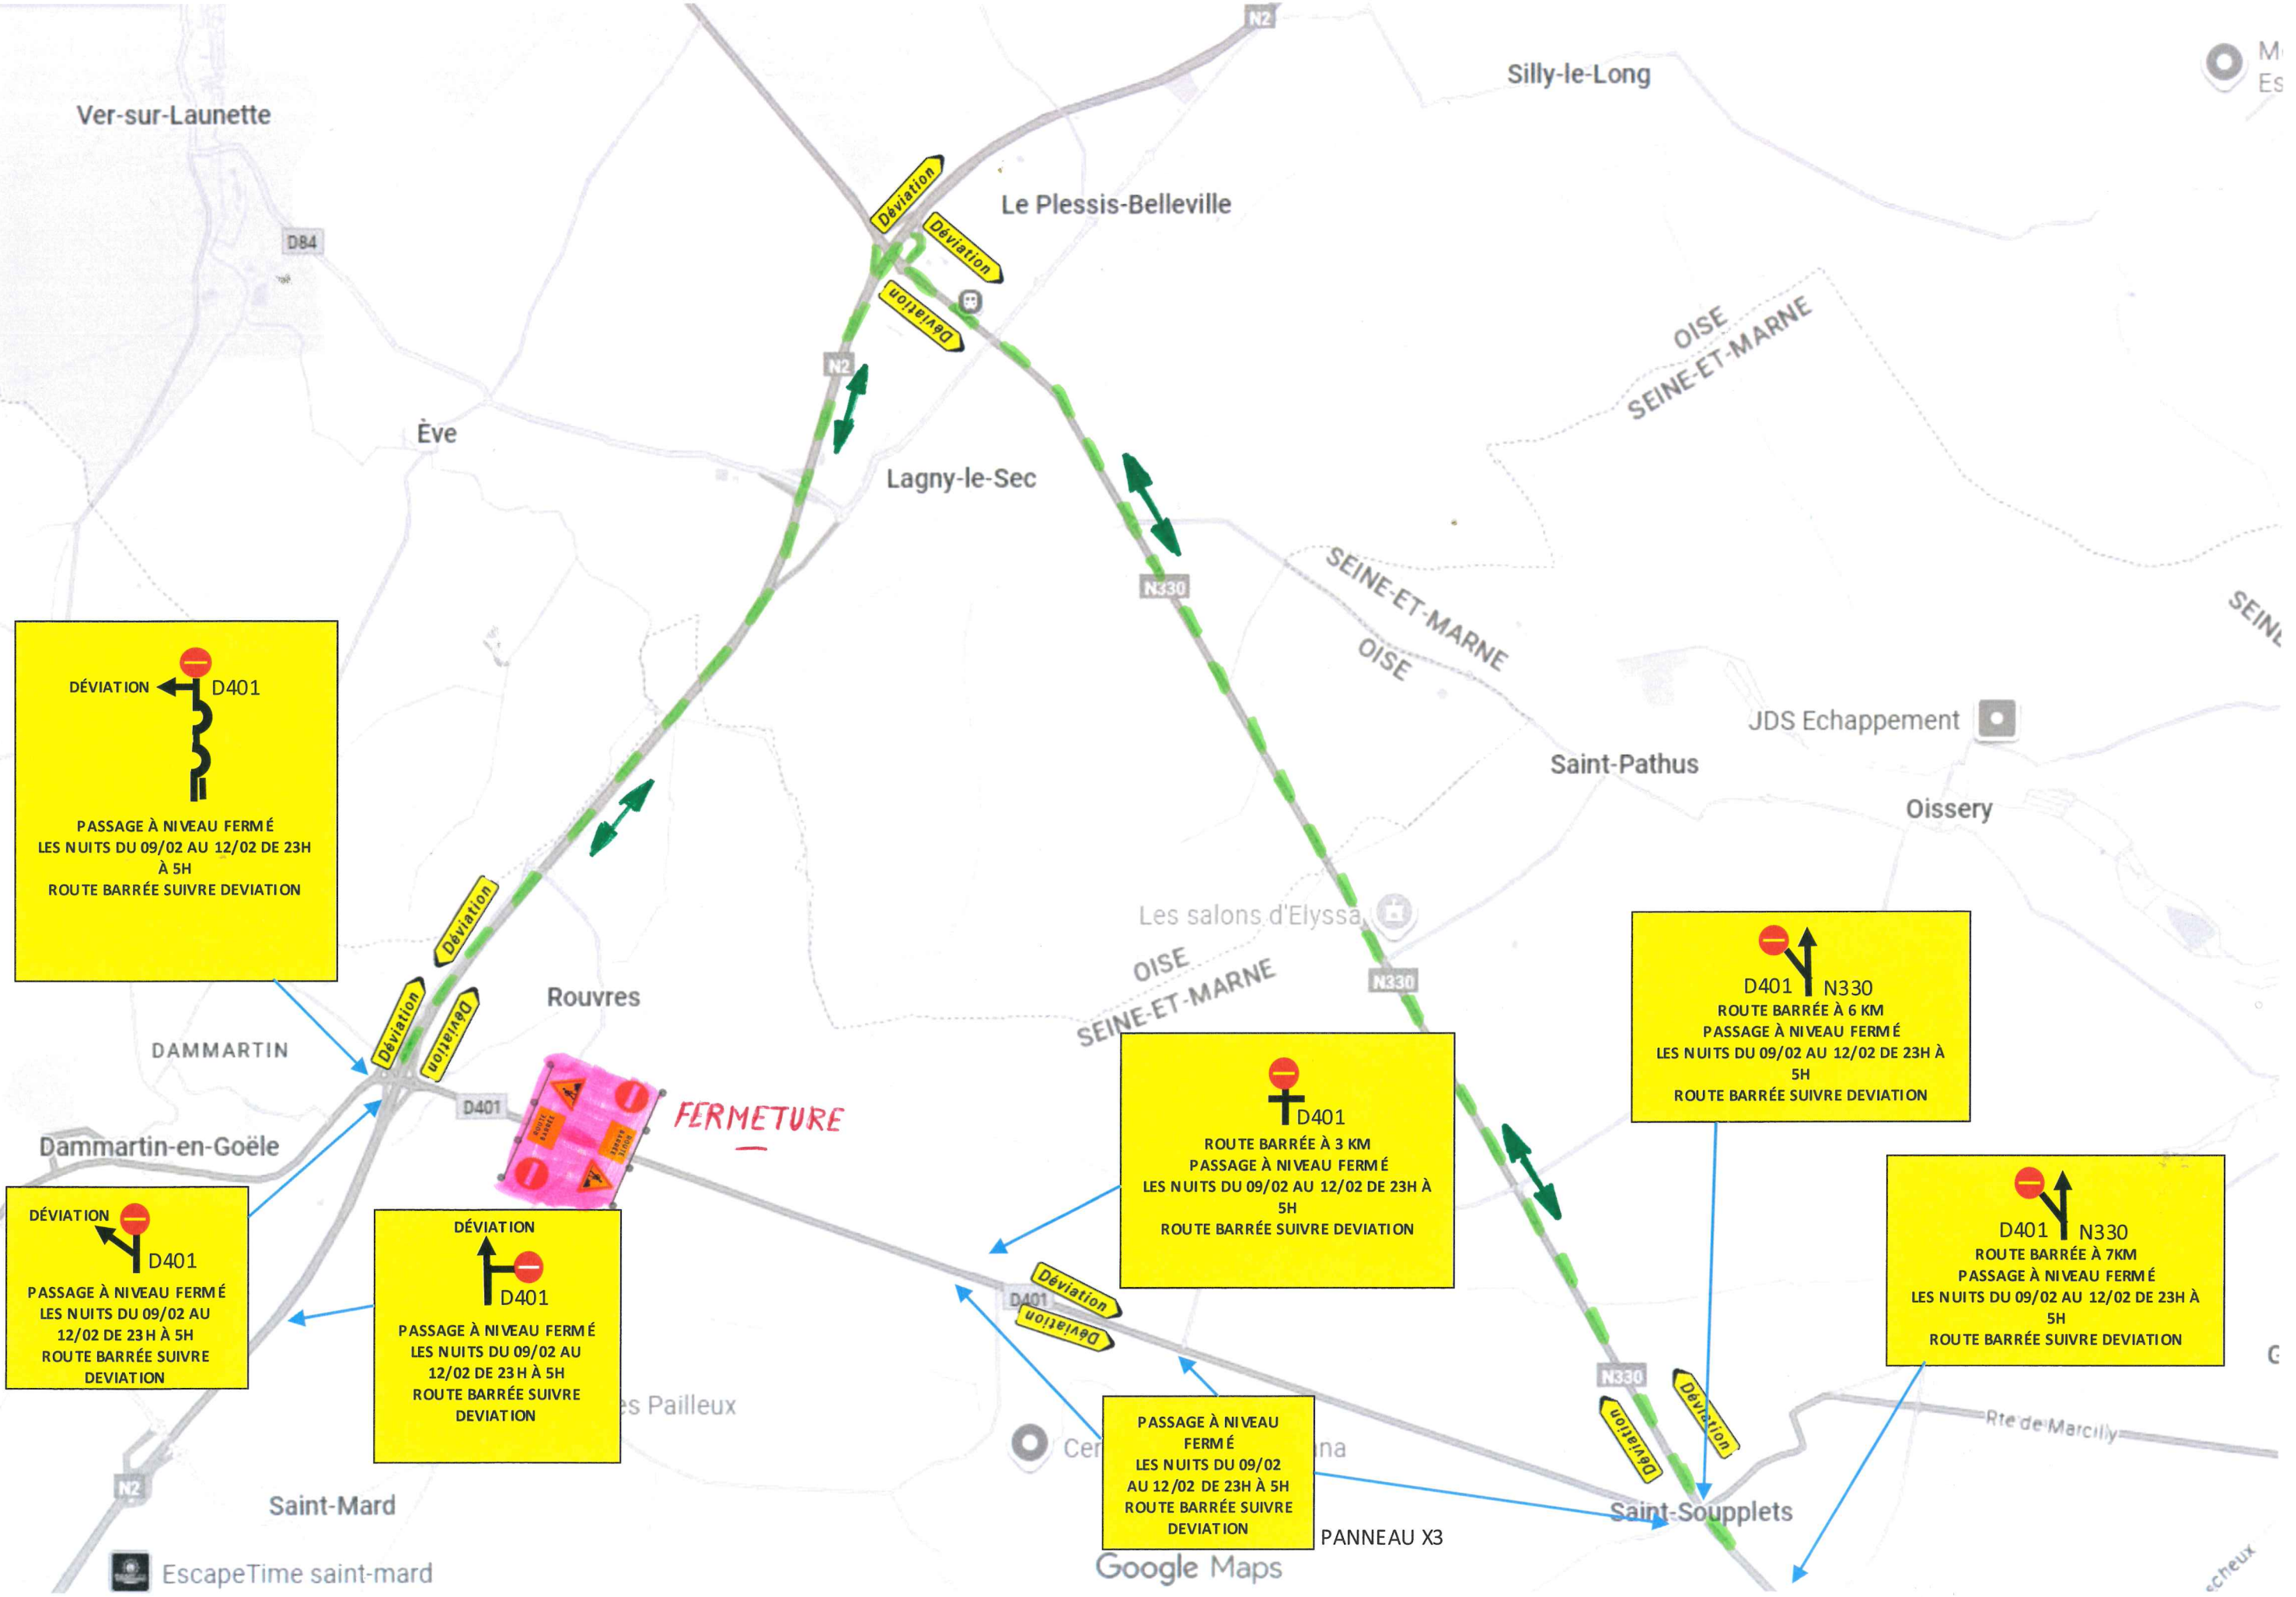 N2
Silly-le-Long
Ver-sur-Launette
Déviation
Le Plessis-Belleville
D84
Déviation
Déviation
N2
OISE
SEINE-ET-MARNE
Ève
Lagny-le-Sec
N330
SEINE-ET-MARNE
OISE
JDS Echappement
Saint-Pathus
Oissery
DÉVIATION
D401
PASSAGE À NIVEAU FERMÉ
LES NUITS DU 09/02 AU 12/02 DE 23H
À 5H
ROUTE BARRÉE SUIVRE DEVIATION
Déviation
Déviation
Déviation
Rouvres
DAMMARTIN
Les salons d'Elyssa
OISE
SEINE-ET-MARNE
N330
D401 N330
ROUTE BARRÉE À 6 KM
PASSAGE À NIVEAU FERMÉ
LES NUITS DU 09/02 AU 12/02 DE 23H À
5H
ROUTE BARRÉE SUIVRE DEVIATION
D401
FERMETURE
ROUTE BARRÉE
D401
ROUTE BARRÉE À 3 KM
PASSAGE À NIVEAU FERMÉ
LES NUITS DU 09/02 AU 12/02 DE 23H À
5H
ROUTE BARRÉE SUIVRE DEVIATION
Dammartin-en-Goële
DÉVIATION
D401
PASSAGE À NIVEAU FERMÉ
LES NUITS DU 09/02 AU
12/02 DE 23H À 5H
ROUTE BARRÉE SUIVRE
DEVIATION
DÉVIATION
D401
PASSAGE À NIVEAU FERMÉ
LES NUITS DU 09/02 AU
12/02 DE 23H À 5H
ROUTE BARRÉE SUIVRE
DEVIATION
D401 N330
ROUTE BARRÉE À 7KM
PASSAGE À NIVEAU FERMÉ
LES NUITS DU 09/02 AU 12/02 DE 23H À
5H
ROUTE BARRÉE SUIVRE DEVIATION
Déviation
D401
Déviation
N330
Déviation
Déviation
Pailleux
PASSAGE À NIVEAU
FERMÉ
LES NUITS DU 09/02
AU 12/02 DE 23H À 5H
ROUTE BARRÉE SUIVRE
DEVIATION
PANNEAU X3
Rte de Marcilly
N2
Saint-Mard
Saint-Soupplets
EscapeTime saint-mard
Google Maps